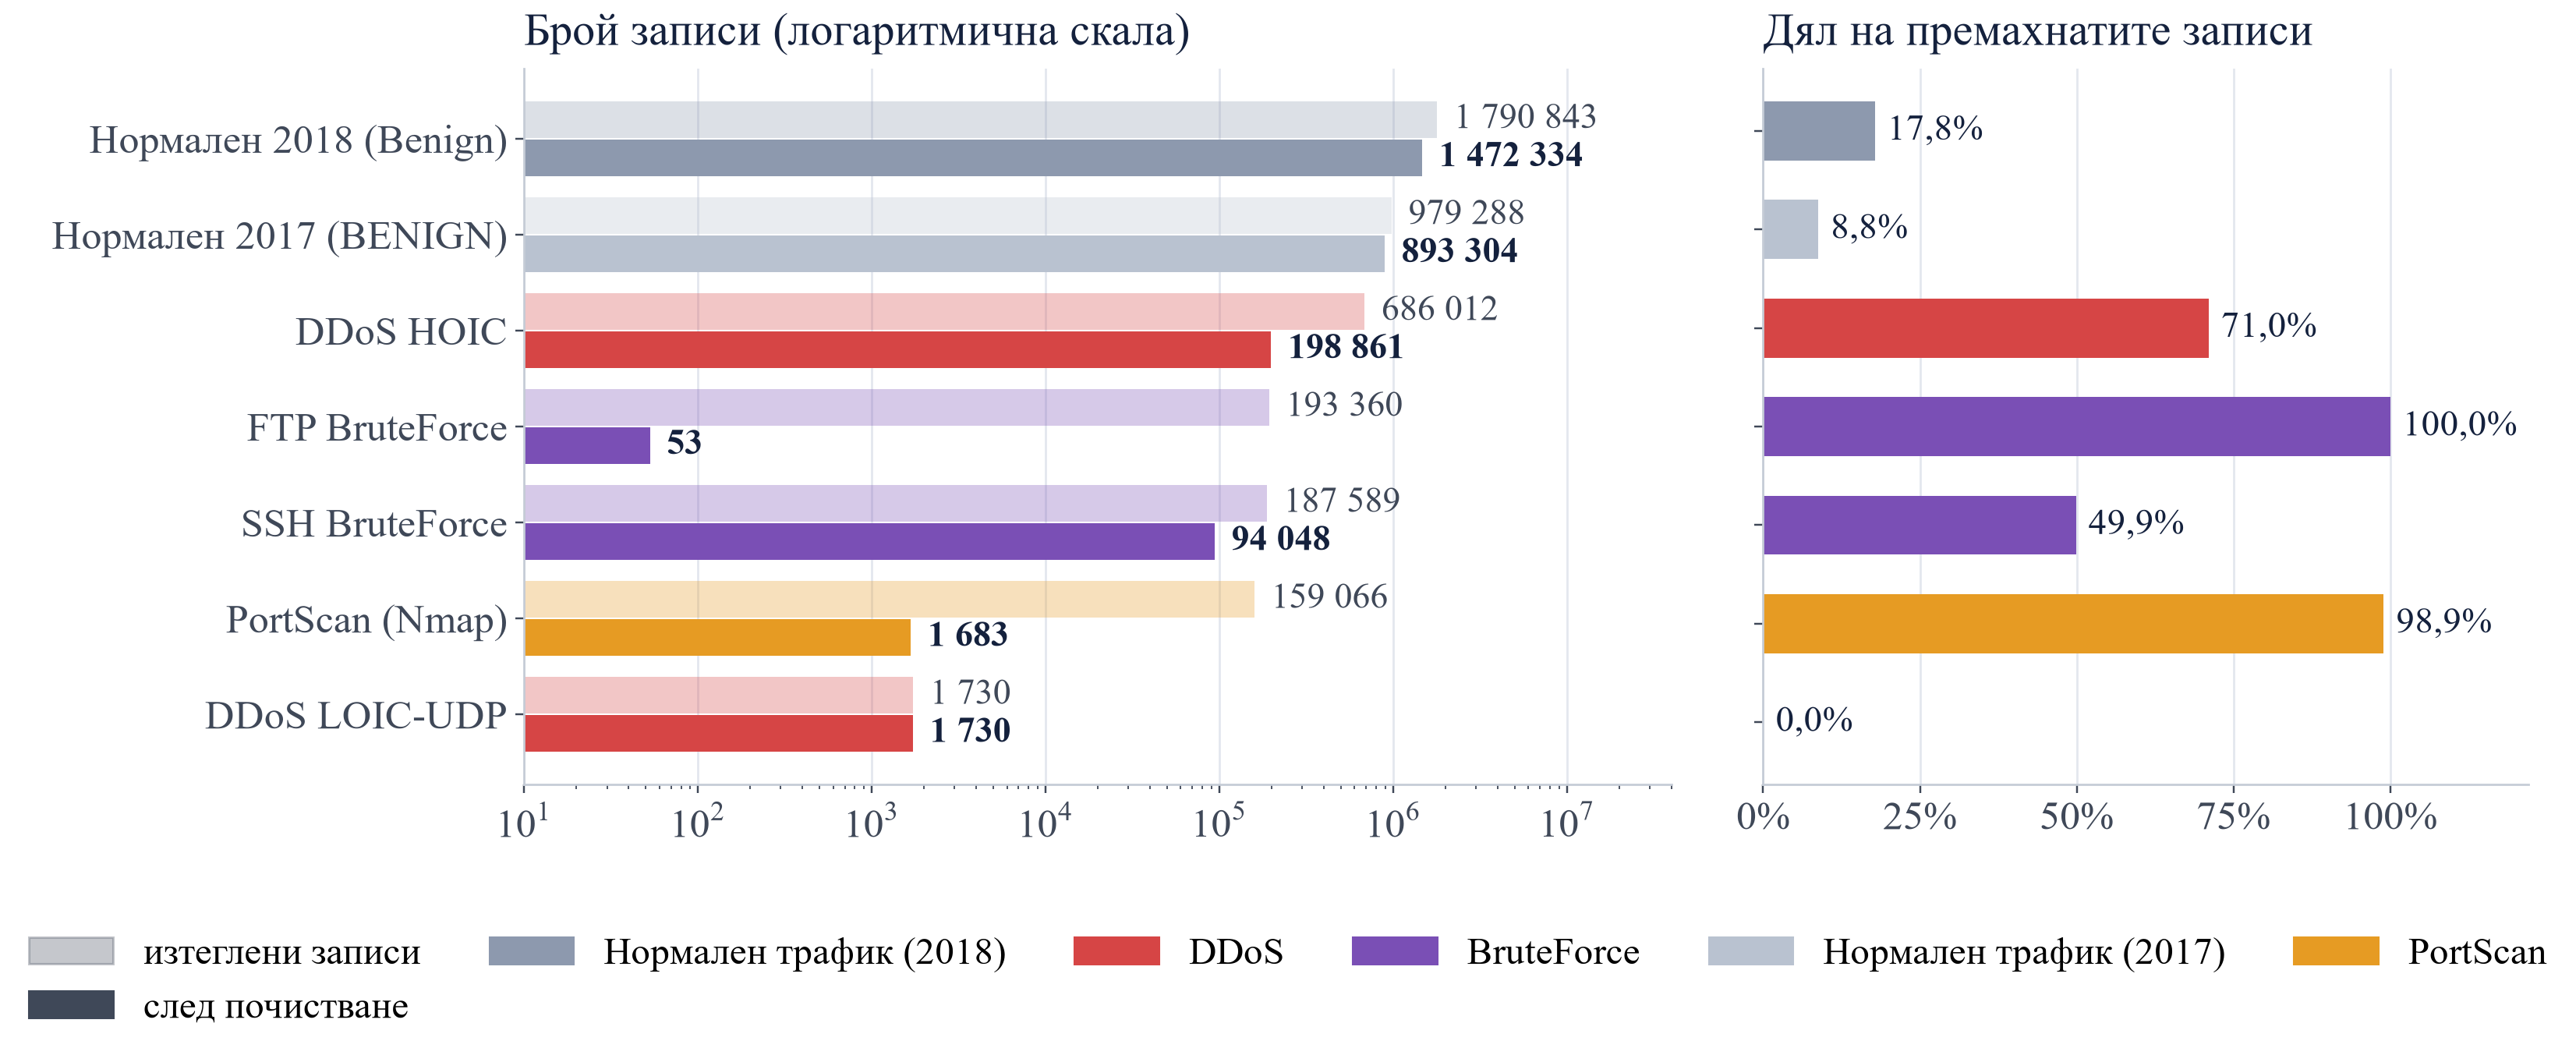 Брой записи (логаритмична скала)
Нормален 2018 (Benign)
1 790 843
1 472 334
Нормален 2017 (BENIGN)
979 288
893 304
DDoS HOIC
686 012
198 861
FTP BruteForce
193 360
53
SSH BruteForce
187 589
94 048
PortScan (Nmap)
159 066
1 683
DDoS LOIC-UDP
1 730
1 730
10¹ 10² 10³ 10⁴ 10⁵ 10⁶ 10⁷
Дял на премахнатите записи
17,8%
8,8%
71,0%
100,0%
49,9%
98,9%
0,0%
0% 25% 50% 75% 100%
изтеглени записи Нормален трафик (2018) DDoS BruteForce Нормален трафик (2017) PortScan
след почистване